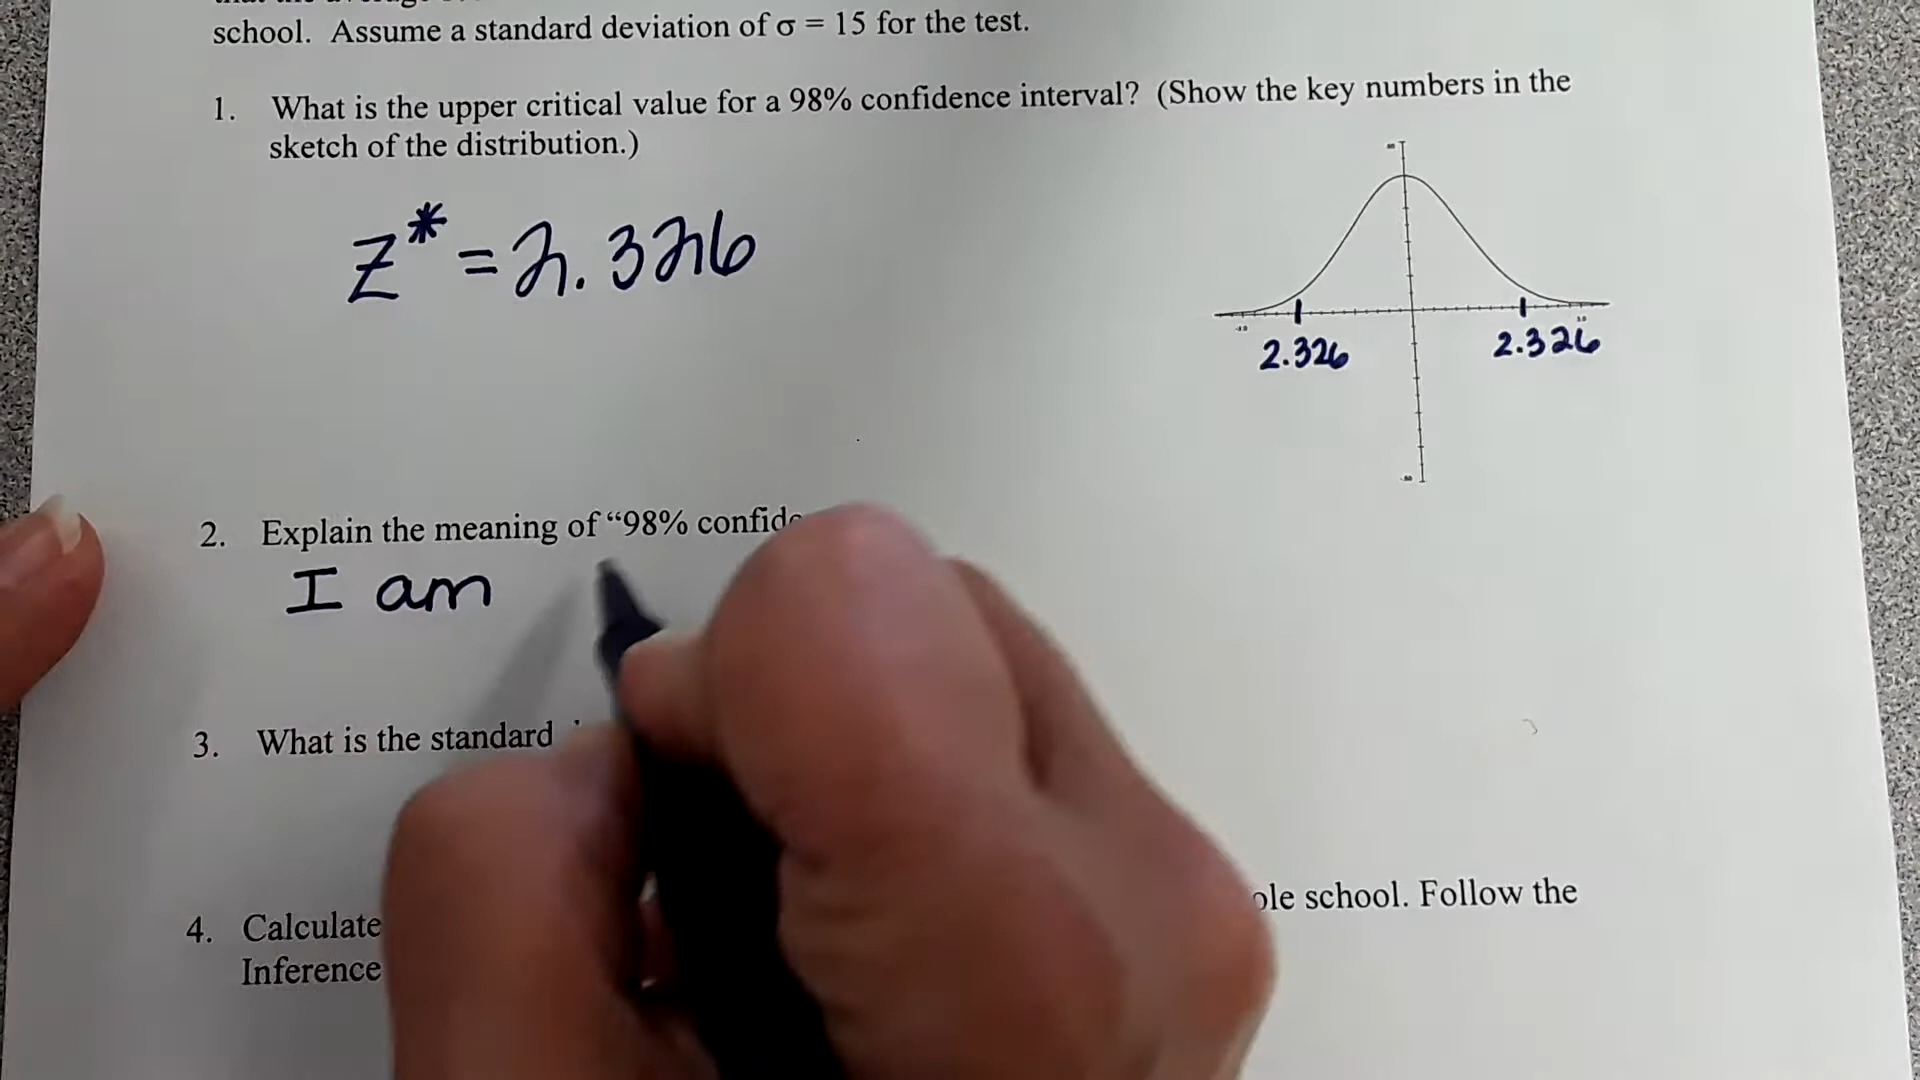 school. Assume a standard deviation of σ = 15 for the test.
1. What is the upper critical value for a 98% confidence interval? (Show the key numbers in the
sketch of the distribution.)
z* = 2.326
2.326
2.326
2. Explain the meaning of “98%
I am
3. What is the standard
4. Calculate school. Follow the
Inference